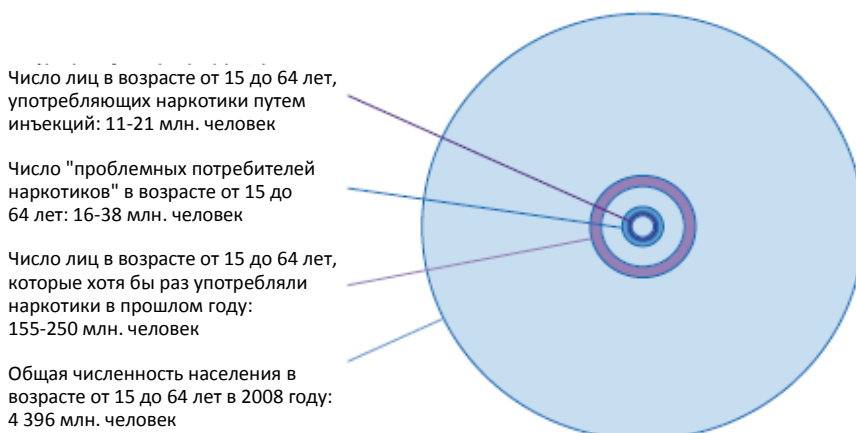 Число лиц в возрасте от 15 до 64 лет,
употребляющих наркотики путем
инъекций: 11-21 млн. человек
Число "проблемных потребителей
наркотиков" в возрасте от 15 до
64 лет: 16-38 млн. человек
Число лиц в возрасте от 15 до 64 лет,
которые хотя бы раз употребляли
наркотики в прошлом году:
155-250 млн. человек
Общая численность населения в
возрасте от 15 до 64 лет в 2008 году:
4 396 млн. человек